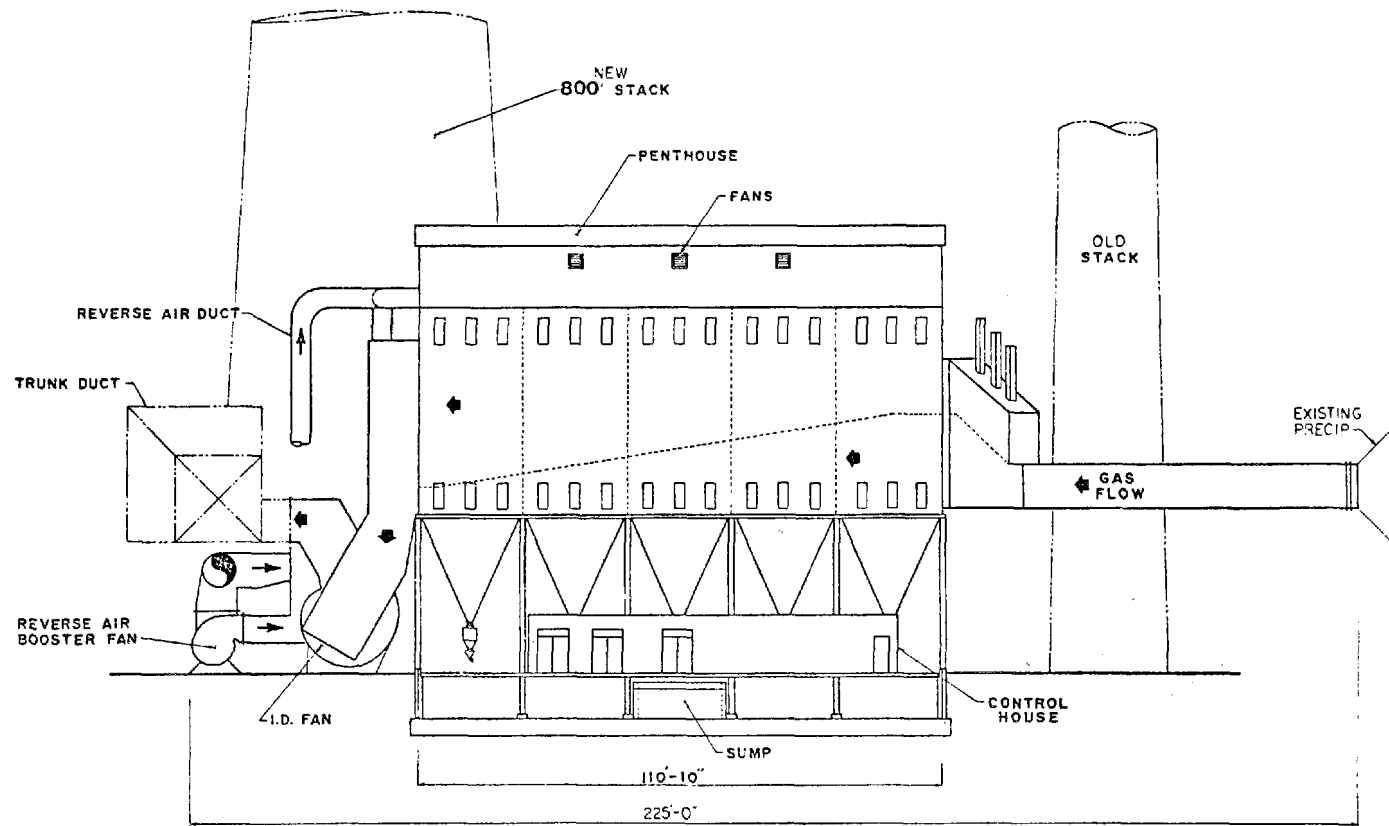 NEW
800' STACK
PENTHOUSE
FANS
OLD
STACK
REVERSE AIR DUCT
TRUNK DUCT
EXISTING
PRECIP.
GAS
FLOW
REVERSE AIR
BOOSTER FAN
I.D. FAN
CONTROL
HOUSE
SUMP
110'-10"
225'-0"